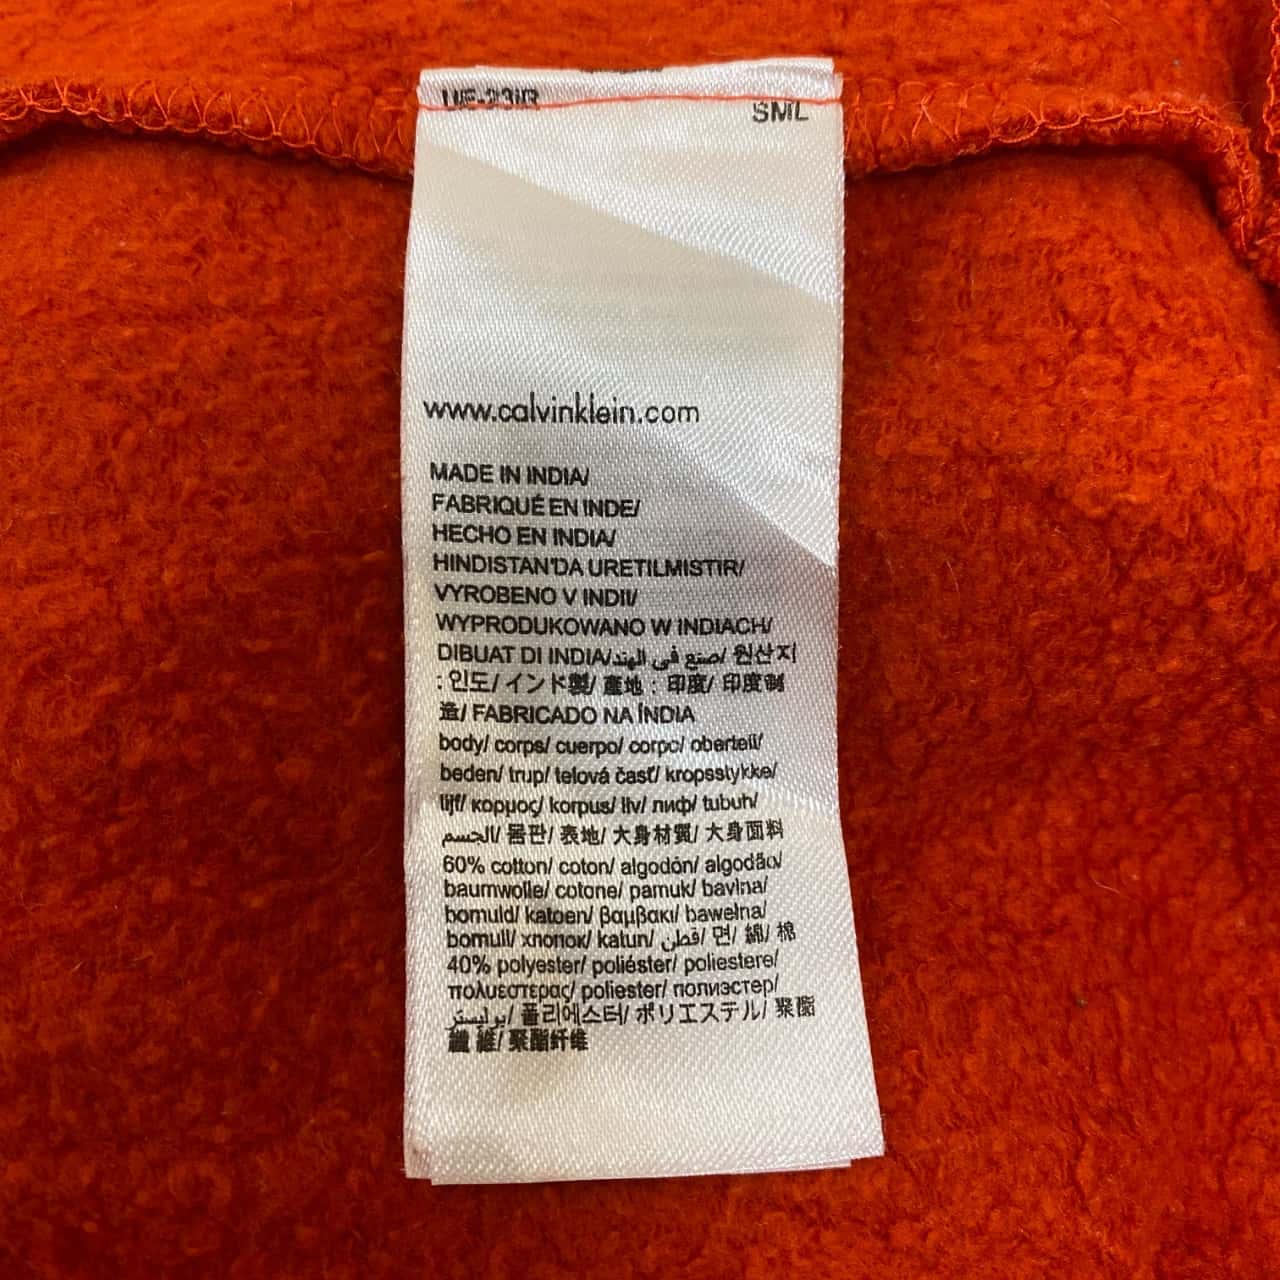 SML
www.calvinklein.com
MADE IN INDIA/
FABRIQUÉ EN INDE/
HECHO EN INDIA/
HINDISTAN'DA URETILMISTIR/
VYROBENO V INDII/
WYPRODUKOWANO W INDIACH/
DIBUAT DI INDIA/صنع في الهند/ 원산지
: 인도/ インド製/ 產地 : 印度/ 印度制
造/ FABRICADO NA ÍNDIA
body/ corps/ cuerpo/ corpo/ oberteil/
beden/ trup/ telová časť/ kropsstykke/
lijf/ κορμος/ korpus/ liv/ лиф/ tubuh/
الجسم/ 몸판/ 表地/ 大身材質/ 大身面料
60% cotton/ coton/ algodón/ algodão/
baumwolle/ cotone/ pamuk/ bavlna/
bomuld/ katoen/ βαμβακι/ bawełna/
bomull/ хлопок/ katun/ قطن/ 면/ 綿/ 棉
40% polyester/ poliéster/ poliestere/
πολυεστερας/ poliester/ полиэстер/
بوليستر/ 폴리에스터/ ポリエステル/ 聚酯
纖 維/ 聚酯纤维